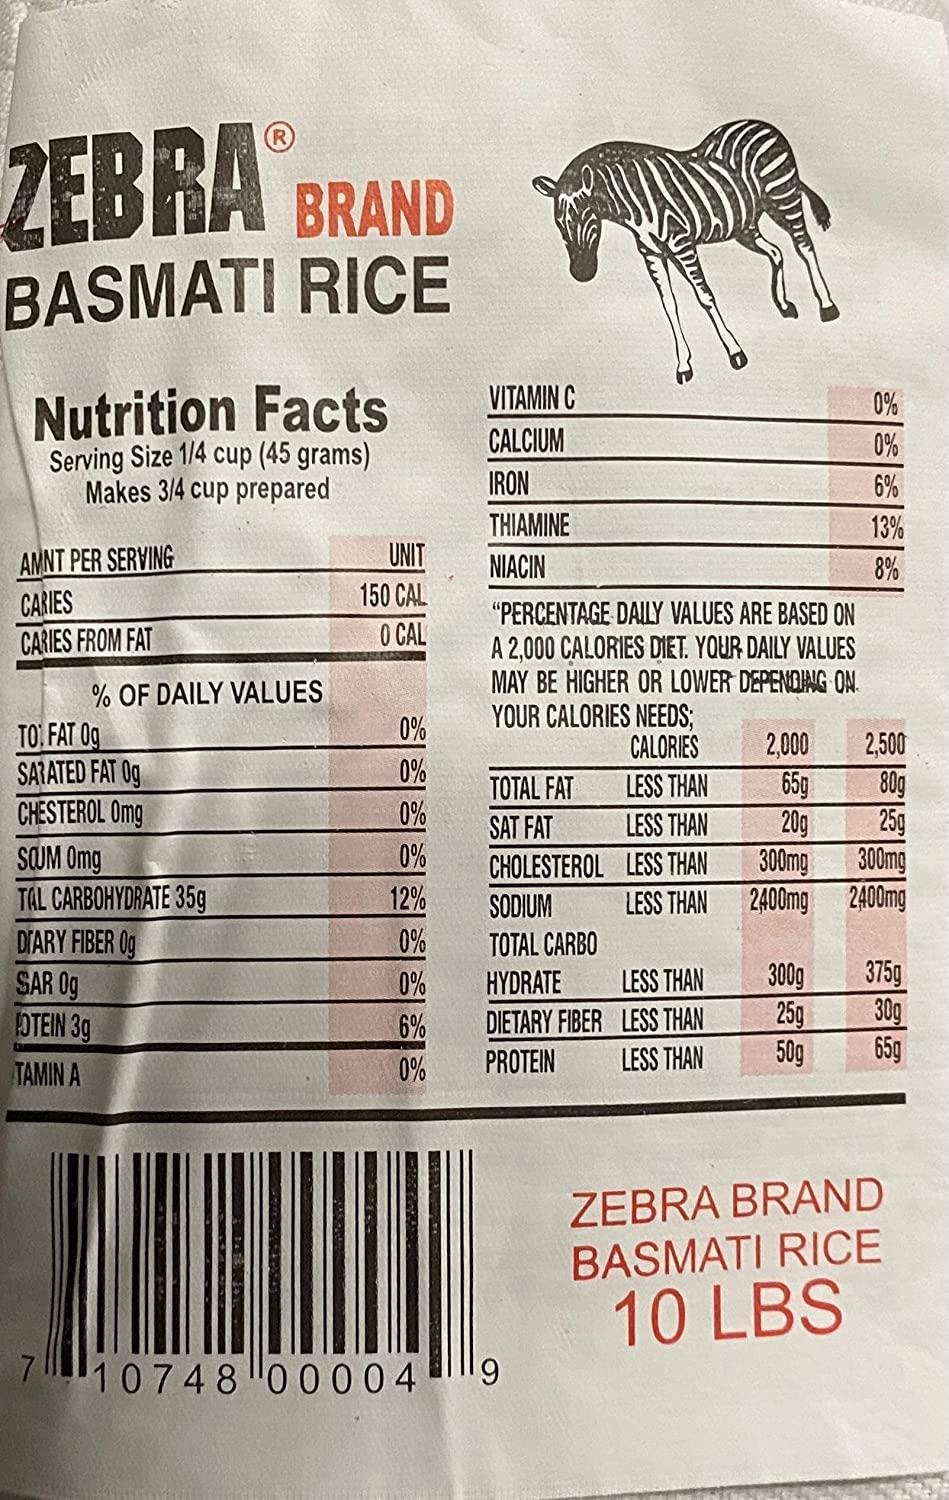 ZEBRA® BRAND
BASMATI RICE
Nutrition Facts
Serving Size 1/4 cup (45 grams)
Makes 3/4 cup prepared
AMNT PER SERVING UNIT
CARIES 150 CAL
CARIES FROM FAT 0 CAL
% OF DAILY VALUES
TO. FAT 0g 0%
SARATED FAT 0g 0%
CHESTEROL 0mg 0%
SOUM 0mg 0%
TAL CARBOHYDRATE 35g 12%
DIARY FIBER 0g 0%
SAR 0g 0%
OTEIN 3g 6%
TAMIN A 0%
VITAMIN C 0%
CALCIUM 0%
IRON 6%
THIAMINE 13%
NIACIN 8%
“PERCENTAGE DAILY VALUES ARE BASED ON
A 2,000 CALORIES DIET. YOUR DAILY VALUES
MAY BE HIGHER OR LOWER DEPENDING ON
YOUR CALORIES NEEDS;
CALORIES 2,000 2,500
TOTAL FAT LESS THAN 65g 80g
SAT FAT LESS THAN 20g 25g
CHOLESTEROL LESS THAN 300mg 300mg
SODIUM LESS THAN 2,400mg 2,400mg
TOTAL CARBO
HYDRATE LESS THAN 300g 375g
DIETARY FIBER LESS THAN 25g 30g
PROTEIN LESS THAN 50g 65g
7 10748 00004 9
ZEBRA BRAND
BASMATI RICE
10 LBS